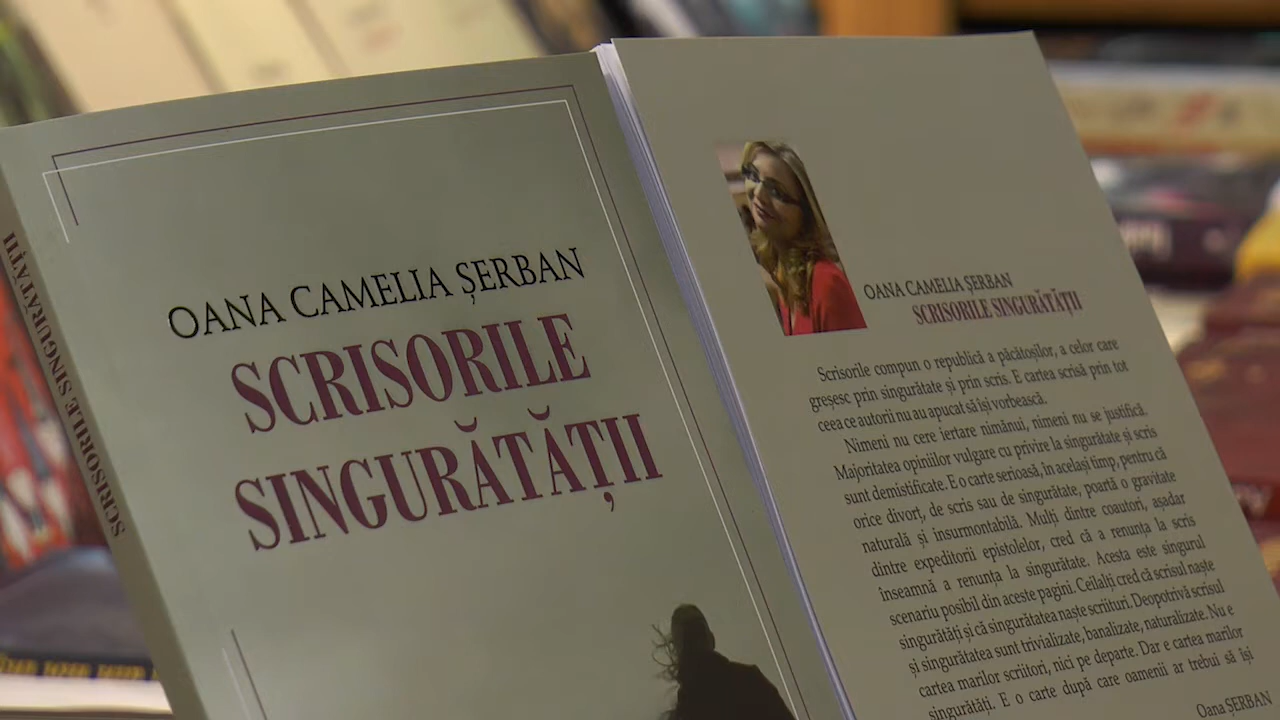 SCRISORILE SINGURATATII
OANA CAMELIA ȘERBAN
SCRISORILE
SINGURĂTĂȚII
OANA CAMELIA ȘERBAN
SCRISORILE SINGURĂTĂȚII
Scrisorile compun o republică a păcătoșilor, a celor care
greșesc prin singurătate și prin scris. E cartea scrisă prin tot
ceea ce autorii nu au apucat să își vorbească.
Nimeni nu cere iertare nimănui, nimeni nu se justifică.
Majoritatea opiniilor vulgare cu privire la singurătate și scris
sunt demistificate. E o carte serioasă, în același timp, pentru că
orice divorț, de scris sau de singurătate, poartă o gravitate
naturală și insurmontabilă. Mulți dintre coautori, așadar
dintre expeditorii epistolelor, cred că a renunța la scris
înseamnă a renunța la singurătate. Acesta este singurul
scenariu posibil din aceste pagini. Ceilalți cred că scrisul naște
singurătăți și că singurătatea naște scriituri. Deopotrivă scrisul
și singurătatea sunt trivializate, banalizate, naturalizate. Nu e
cartea marilor scriitori, nici pe departe. Dar e cartea marilor
singurătăți. E o carte după care oamenii ar trebui să își
Oana ȘERBAN